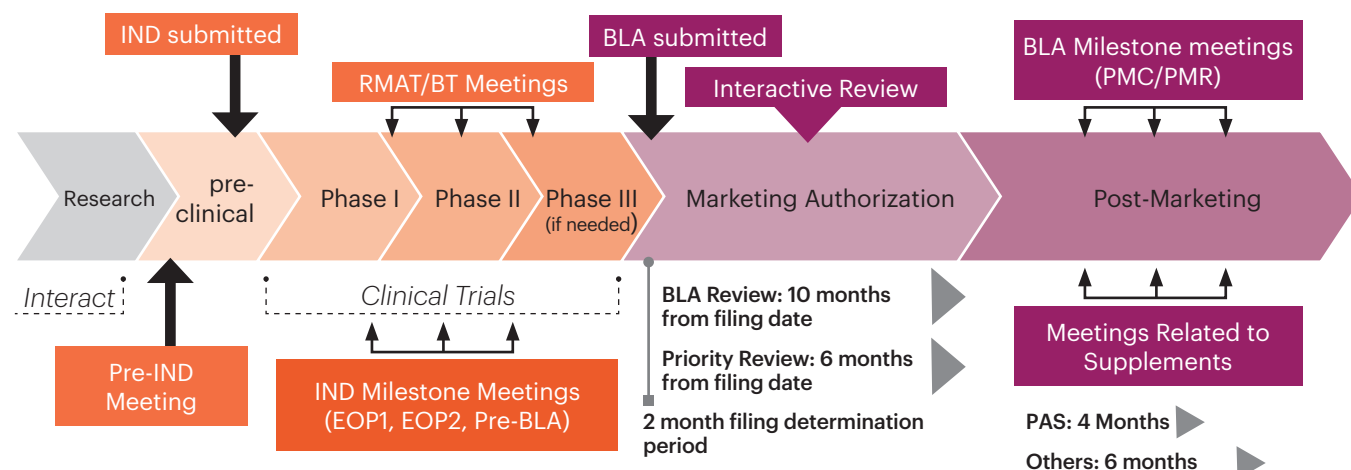 IND submitted
BLA submitted
BLA Milestone meetings
(PMC/PMR)
RMAT/BT Meetings
Interactive Review
Research
pre-
clinical
Phase I
Phase II
Phase III
(if needed)
Marketing Authorization
Post-Marketing
Interact
Clinical Trials
Pre-IND
Meeting
IND Milestone Meetings
(EOP1, EOP2, Pre-BLA)
BLA Review: 10 months
from filing date
Priority Review: 6 months
from filing date
2 month filing determination
period
Meetings Related to
Supplements
PAS: 4 Months
Others: 6 months